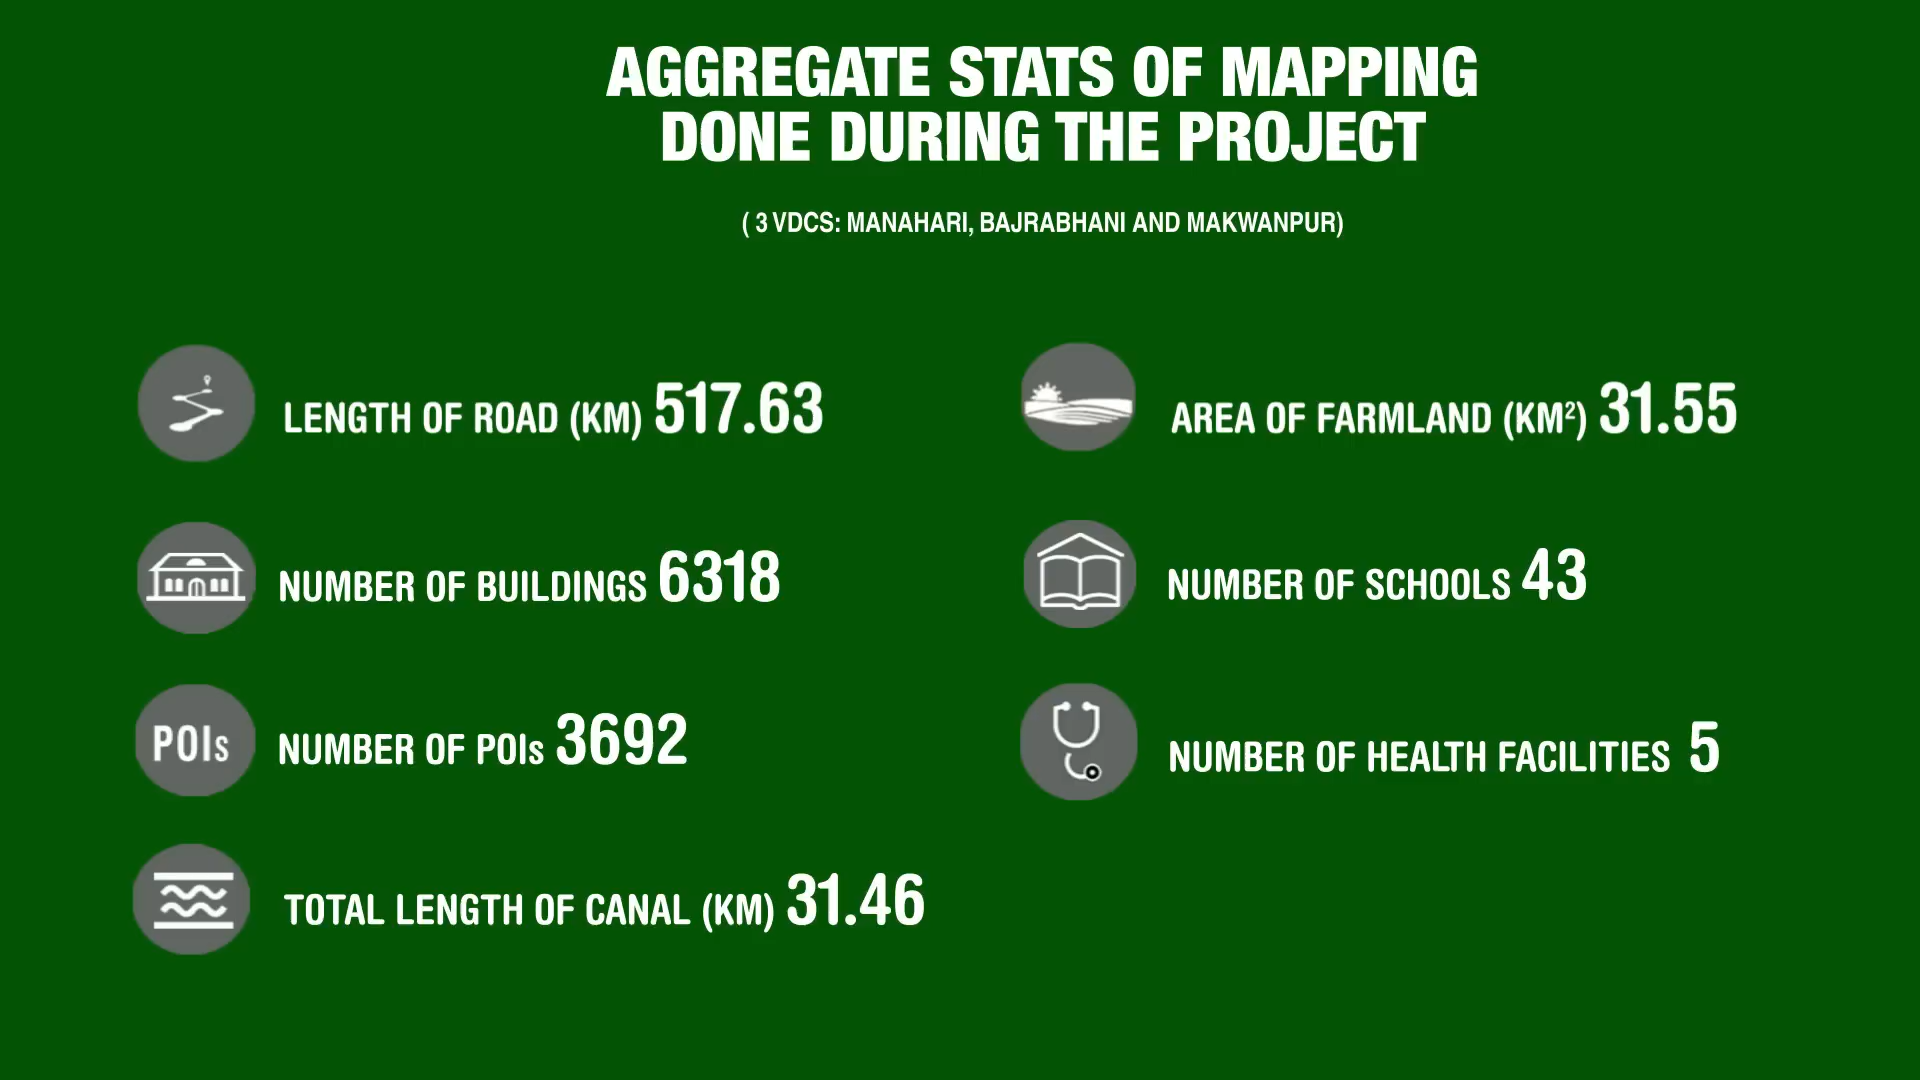 AGGREGATE STATS OF MAPPING
DONE DURING THE PROJECT
( 3 VDCS: MANAHARI, BAJRABHANI AND MAKWANPUR)
LENGTH OF ROAD (KM) 517.63
AREA OF FARMLAND (KM²) 31.55
NUMBER OF BUILDINGS 6318
NUMBER OF SCHOOLS 43
POIs
NUMBER OF POIs 3692
NUMBER OF HEALTH FACILITIES 5
TOTAL LENGTH OF CANAL (KM) 31.46